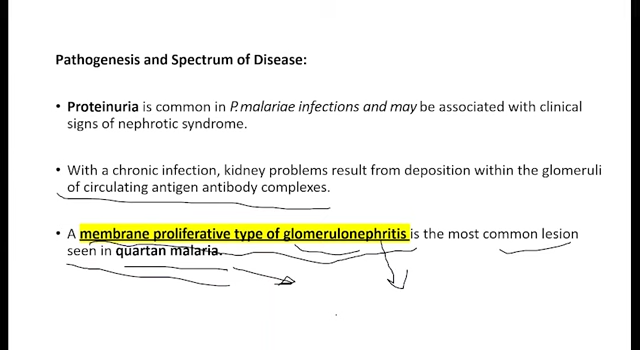 Pathogenesis and Spectrum of Disease:
• Proteinuria is common in P.malariae infections and may be associated with clinical
signs of nephrotic syndrome.
• With a chronic infection, kidney problems result from deposition within the glomeruli
of circulating antigen antibody complexes.
• A membrane proliferative type of glomerulonephritis is the most common lesion
seen in quartan malaria.